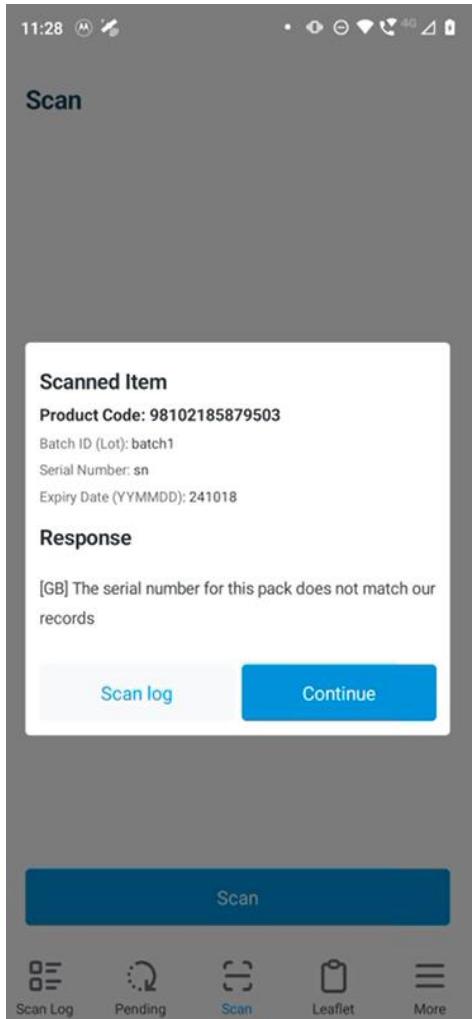 11:28
4G
Scan
Scanned Item
Product Code: 98102185879503
Batch ID (Lot): batch1
Serial Number: sn
Expiry Date (YYMMDD): 241018
Response
[GB] The serial number for this pack does not match our
records
Scan log
Continue
Scan
Scan Log
Pending
Scan
Leaflet
More